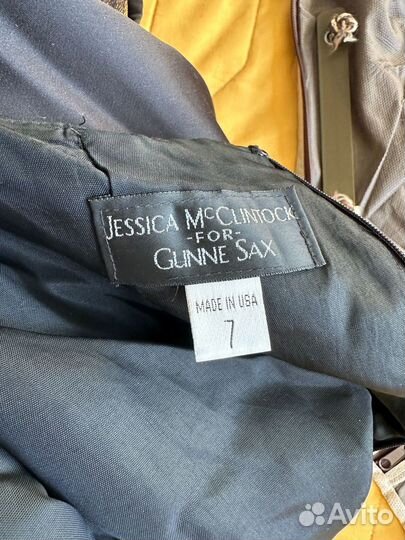 JESSICA McCLINTOCK
-FOR-
GUNNE SAX
MADE IN USA
7
Avito